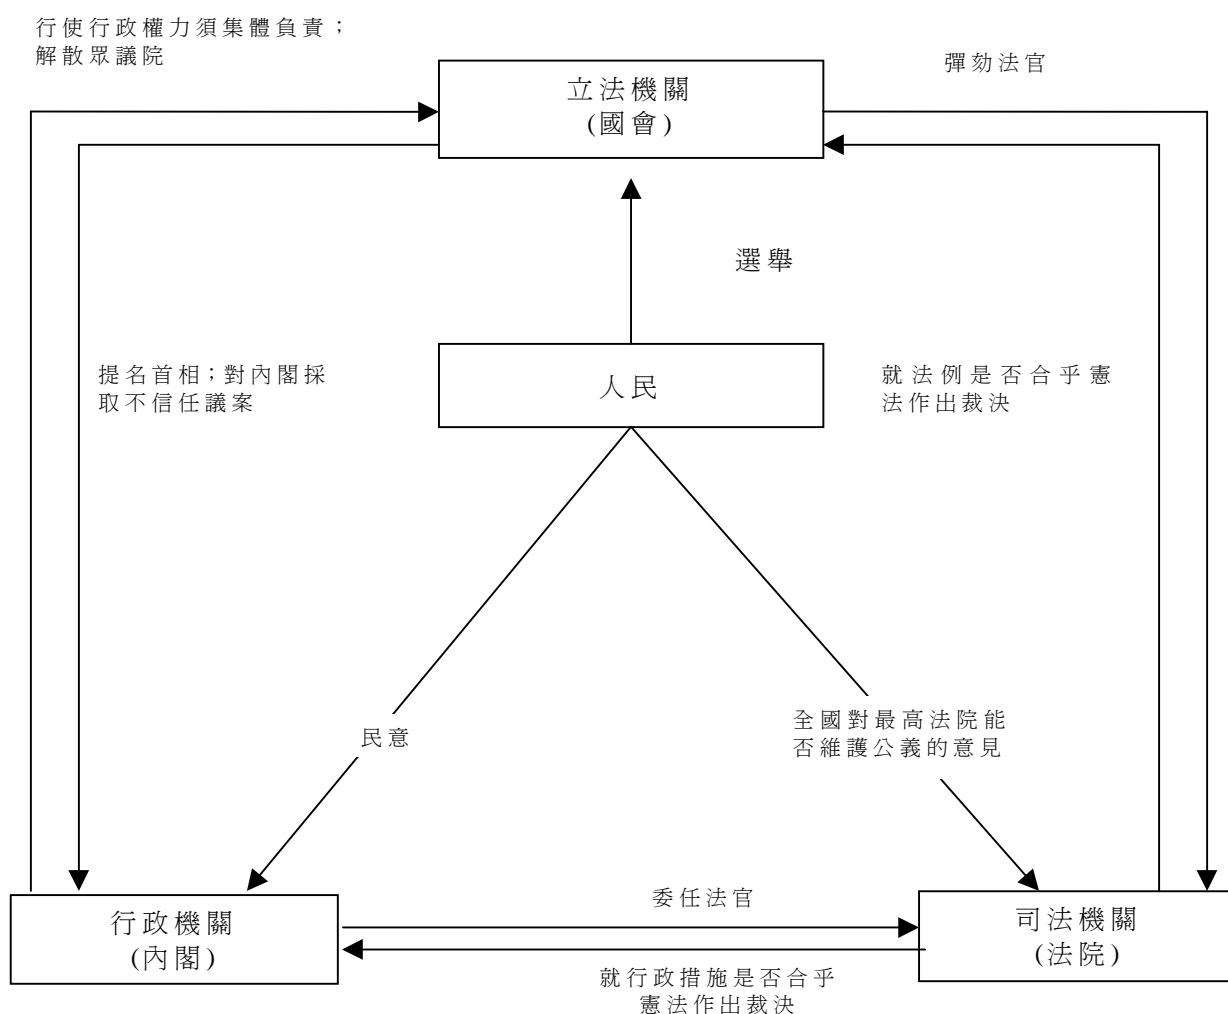 行使行政權力須集體負責；
解散眾議院
彈劾法官
立法機關
(國會)
選舉
提名首相；對內閣採
取不信任議案
人民
就法例是否合乎憲
法作出裁決
民意
全國對最高法院能
否維護公義的意見
委任法官
行政機關
(內閣)
司法機關
(法院)
就行政措施是否合乎
憲法作出裁決